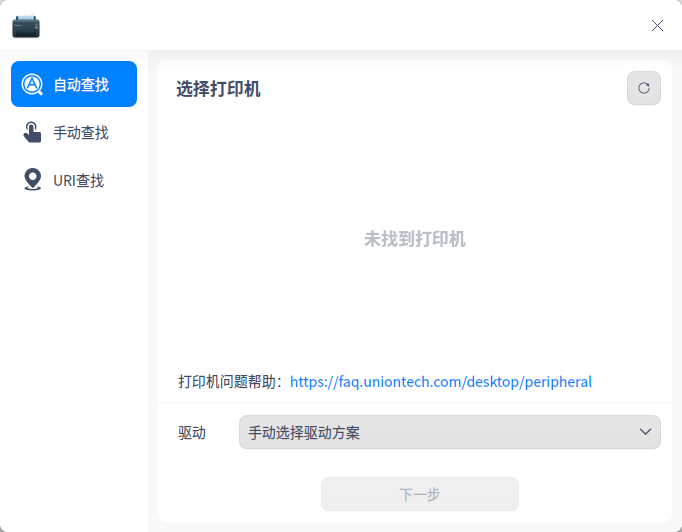 自动查找
手动查找
URI查找
选择打印机
未找到打印机
打印机问题帮助：https://faq.uniontech.com/desktop/peripheral
驱动 手动选择驱动方案
下一步